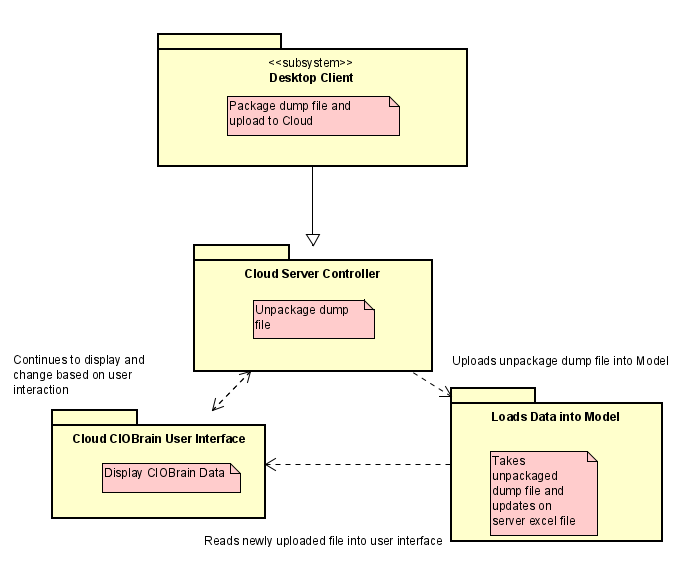 <<subsystem>>
Desktop Client
Package dump file and
upload to Cloud
Cloud Server Controller
Unpackage dump
file
Continues to display and
change based on user
interaction
Uploads unpackage dump file into Model
Cloud CIOBrain User Interface
Display CIOBrain Data
Loads Data into Model
Takes
unpackaged
dump file and
updates on
server excel file
Reads newly uploaded file into user interface